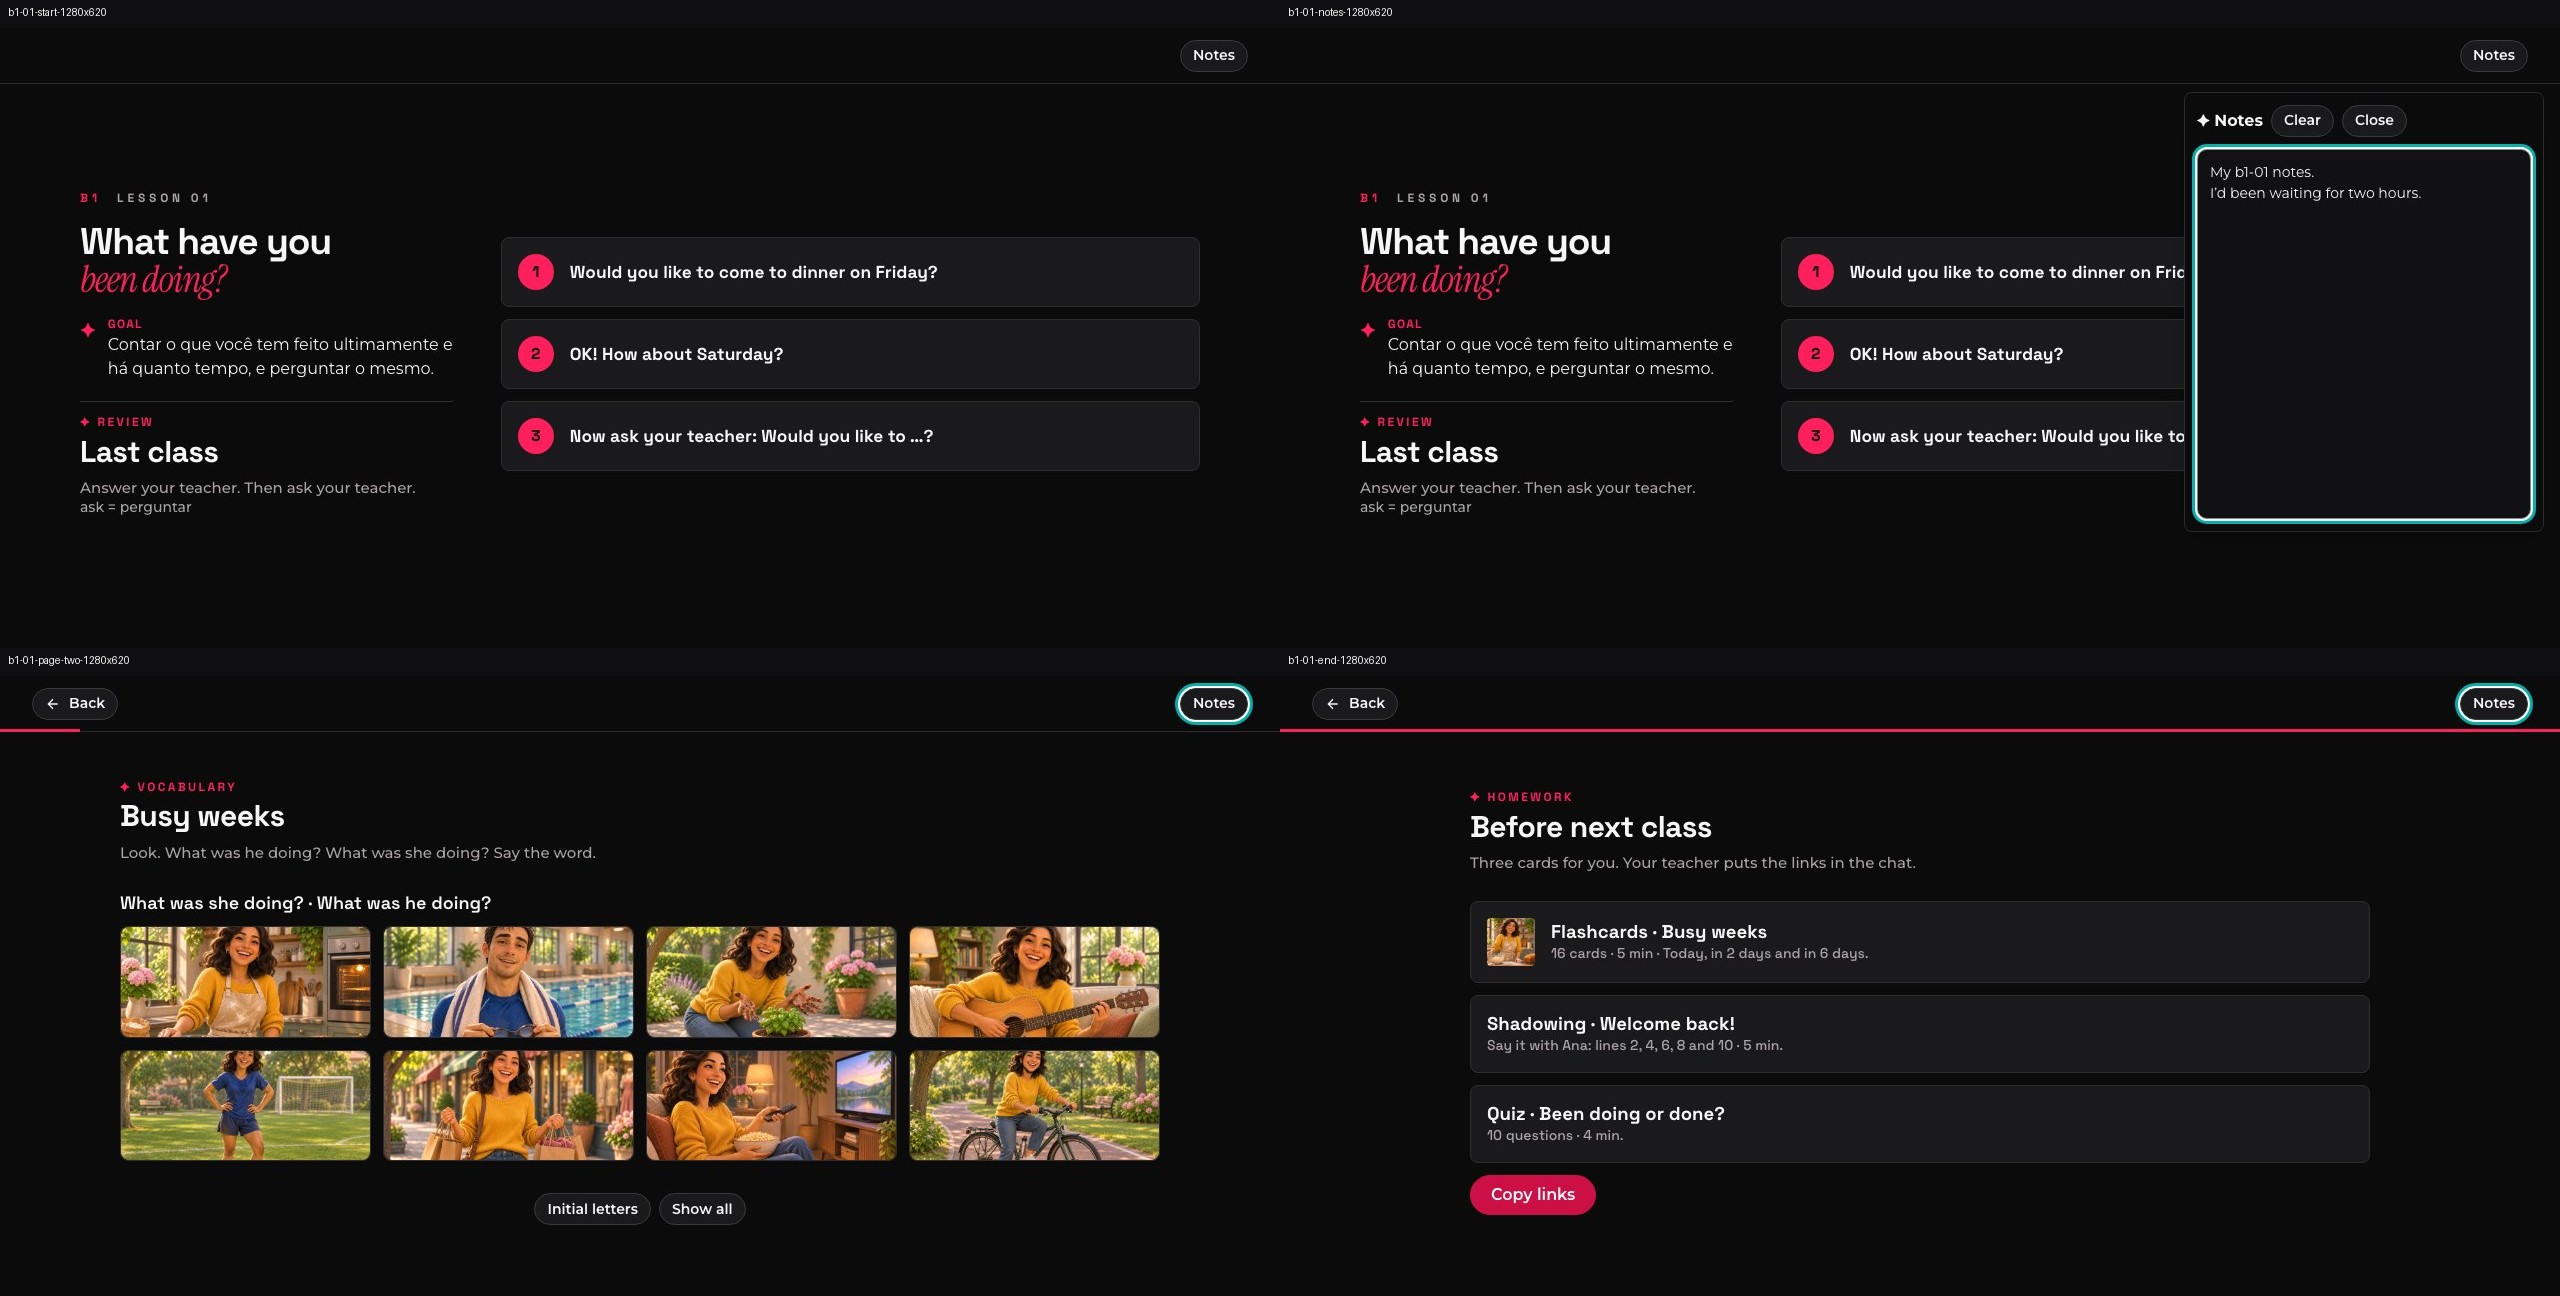 b1-01-start-1280x620
Notes
B1 LESSON 01
What have you
been doing?
GOAL
Contar o que você tem feito ultimamente e
há quanto tempo, e perguntar o mesmo.
REVIEW
Last class
Answer your teacher. Then ask your teacher.
ask = perguntar
1 Would you like to come to dinner on Friday?
2 OK! How about Saturday?
3 Now ask your teacher: Would you like to ...?
b1-01-notes-1280x620
Notes
B1 LESSON 01
What have you
been doing?
GOAL
Contar o que você tem feito ultimamente e
há quanto tempo, e perguntar o mesmo.
REVIEW
Last class
Answer your teacher. Then ask your teacher.
ask = perguntar
1 Would you like to come to dinner on Frid
2 OK! How about Saturday?
3 Now ask your teacher: Would you like to
Notes Clear Close
My b1-01 notes.
I'd been waiting for two hours.
b1-01-page-two-1280x620
← Back
Notes
VOCABULARY
Busy weeks
Look. What was he doing? What was she doing? Say the word.
What was she doing? · What was he doing?
Initial letters Show all
b1-01-end-1280x620
← Back
Notes
HOMEWORK
Before next class
Three cards for you. Your teacher puts the links in the chat.
Flashcards · Busy weeks
16 cards · 5 min · Today, in 2 days and in 6 days.
Shadowing · Welcome back!
Say it with Ana: lines 2, 4, 6, 8 and 10 · 5 min.
Quiz · Been doing or done?
10 questions · 4 min.
Copy links